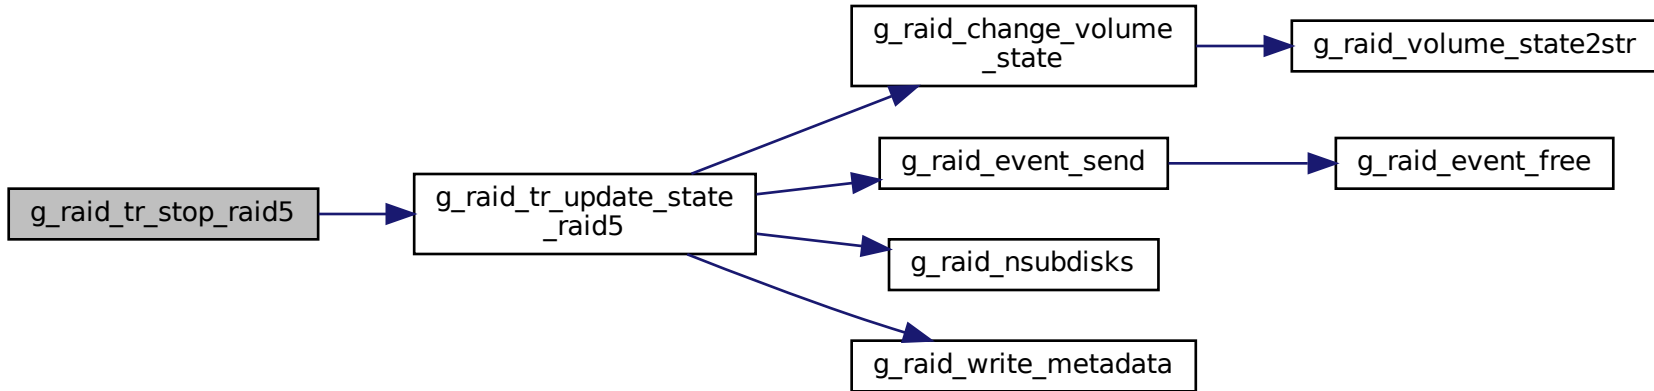 g_raid_tr_stop_raid5
g_raid_tr_update_state
_raid5
g_raid_change_volume
_state
g_raid_volume_state2str
g_raid_event_send
g_raid_event_free
g_raid_nsubdisks
g_raid_write_metadata